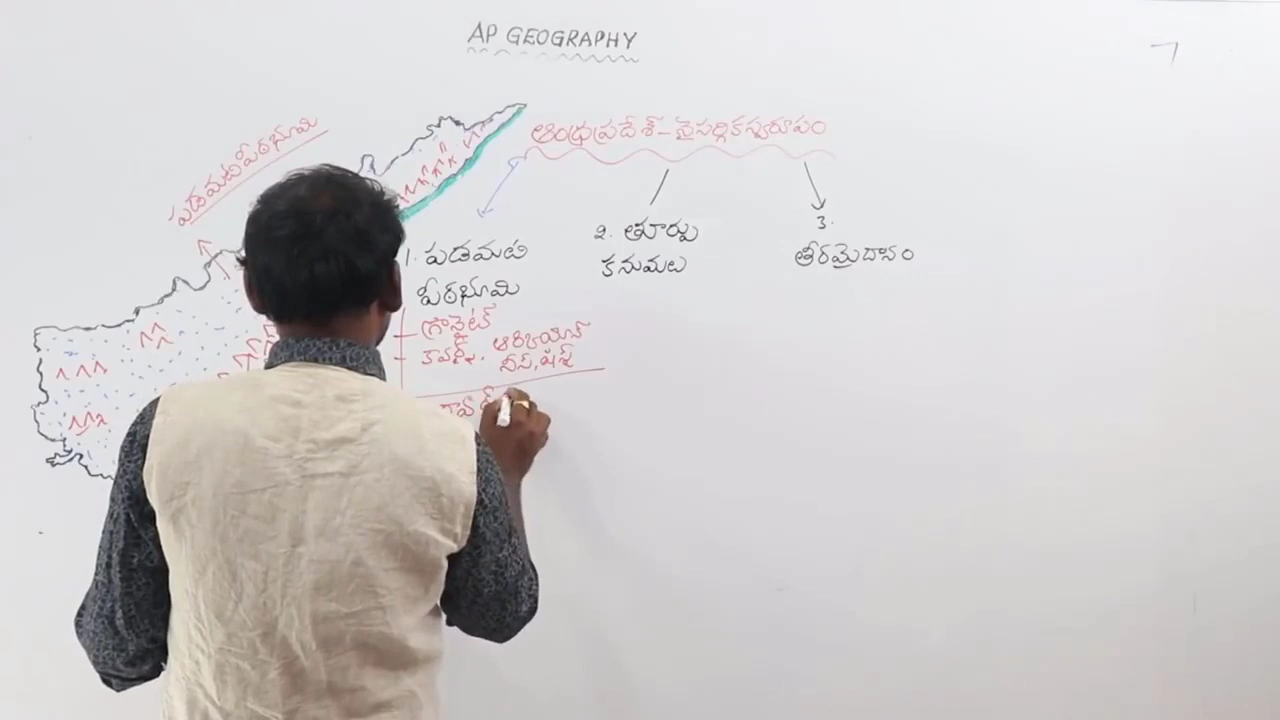 AP GEOGRAPHY
ఆంధ్రప్రదేశ్ - నైసర్గికస్వరూపం
పడమటి పీఠభూమి
1. పడమటి
పీఠభూమి
2. తూర్పు
కనుమలు
3.
తీరమైదానం
గ్రానైట్
నీస్, షిస్ట్